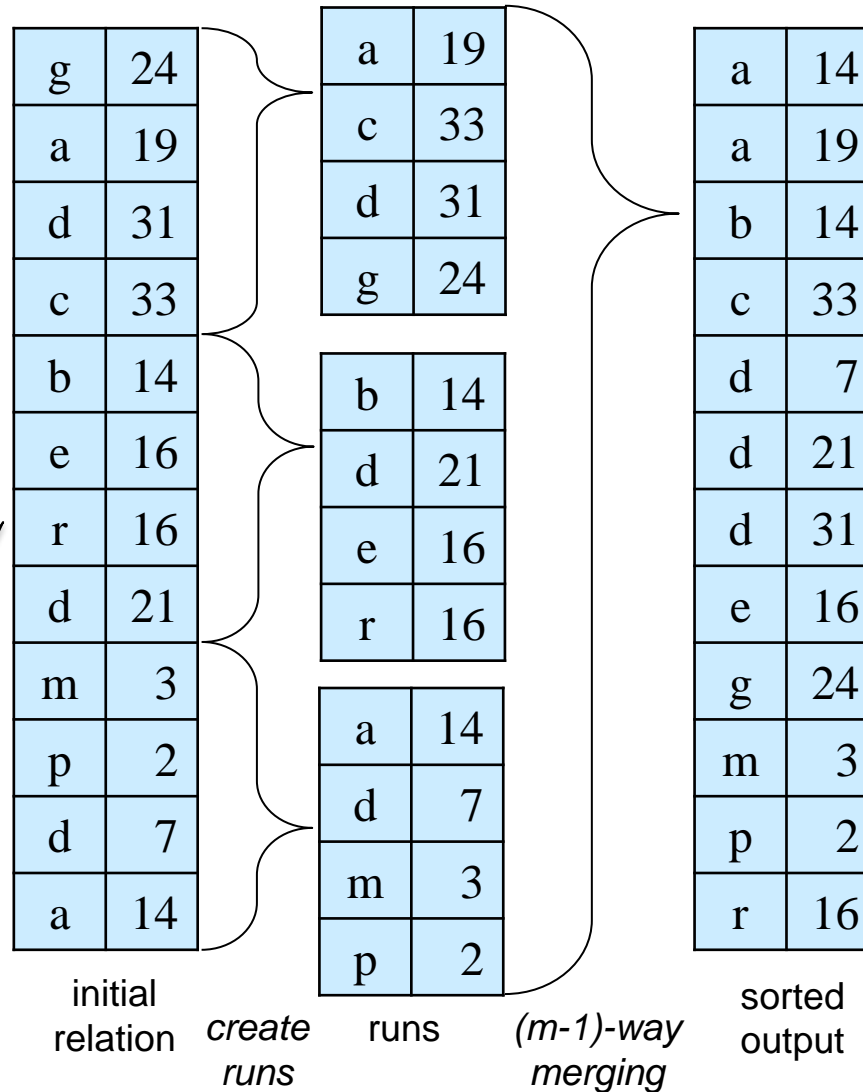 g 24
a 19
d 31
c 33
b 14
e 16
r 16
d 21
m 3
p 2
d 7
a 14
initial
relation
create
runs
a 19
c 33
d 31
g 24
b 14
d 21
e 16
r 16
a 14
d 7
m 3
p 2
runs
(m-1)-way
merging
a 14
a 19
b 14
c 33
d 7
d 21
d 31
e 16
g 24
m 3
p 2
r 16
sorted
output